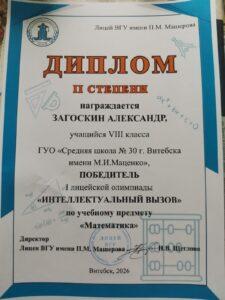 Лицей ВГУ имени П.М. Машерова
ДИПЛОМ
II СТЕПЕНИ
награждается
ЗАГОСКИН АЛЕКСАНДР,
учащийся VIII класса
ГУО «Средняя школа № 30 г. Витебска
имени М.И.Маценко»,
ПОБЕДИТЕЛЬ
I лицейской олимпиады
«ИНТЕЛЛЕКТУАЛЬНЫЙ ВЫЗОВ»
по учебному предмету
«Математика»
Директор
Лицея ВГУ имени П.М. Машерова Н.В. Щеглова
Витебск, 2026